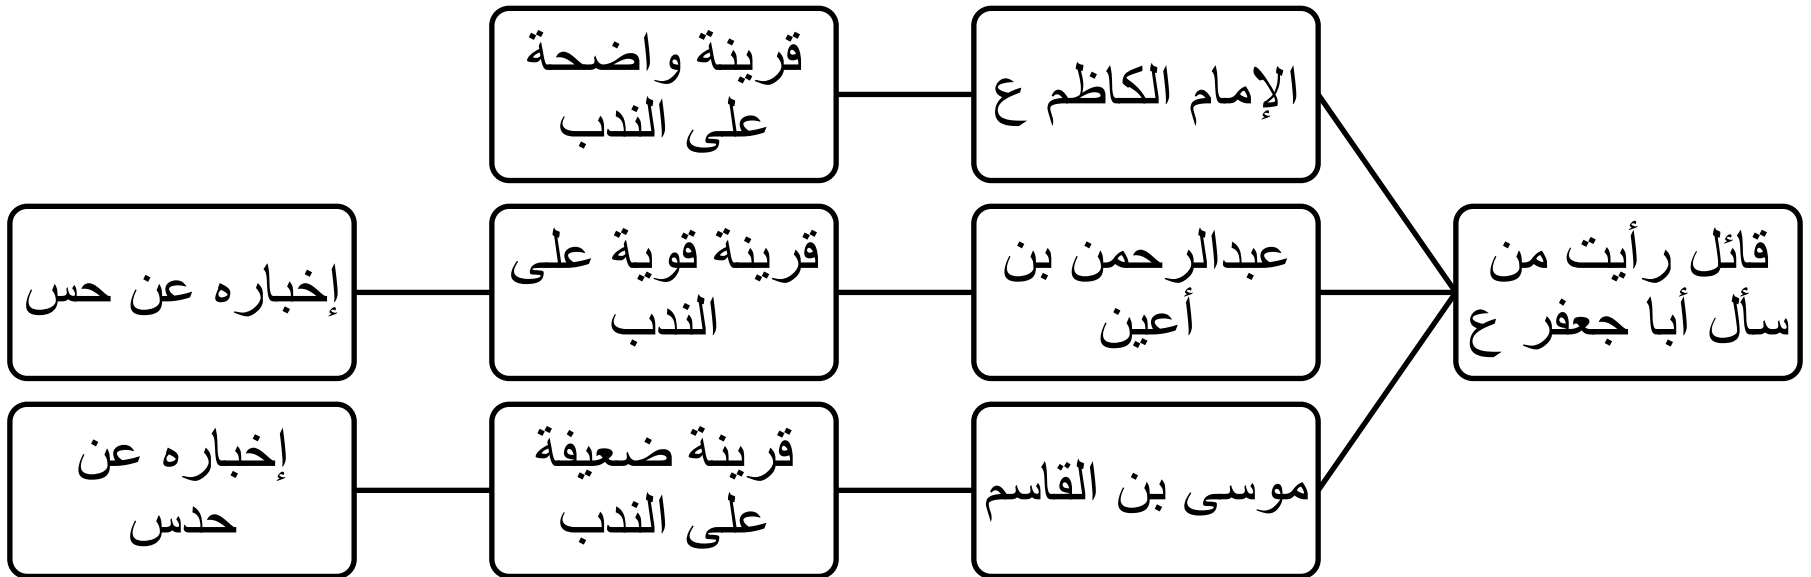 قائل رأيت من
سأل أبا جعفر ع
الإمام الكاظم ع
قرينة واضحة
على الندب
عبدالرحمن بن
أعين
قرينة قوية على
الندب
إخباره عن حس
موسى بن القاسم
قرينة ضعيفة
على الندب
إخباره عن
حدس